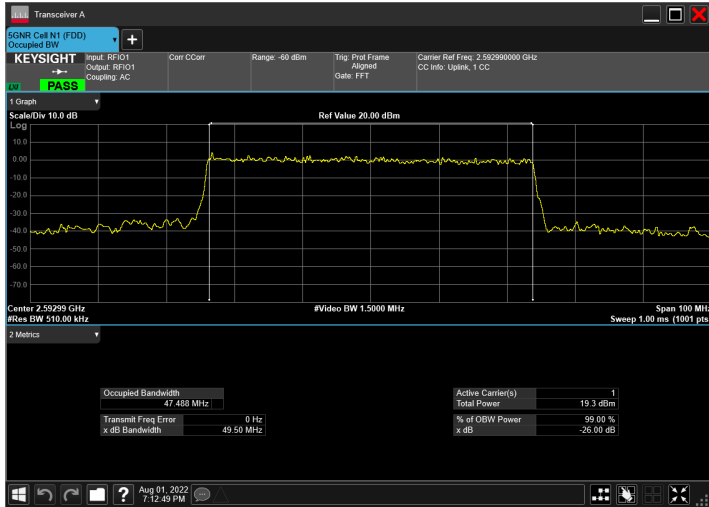 Transceiver A
5GNR Cell N1 (FDD)
Occupied BW
KEYSIGHT
LXI
PASS
Input: RFIO1
Output: RFIO1
Coupling: AC
Corr CCorr
Range: -60 dBm
Trig: Prot Frame
Aligned
Gate: FFT
Carrier Ref Freq: 2.592990000 GHz
CC Info: Uplink, 1 CC
1 Graph
Scale/Div 10.0 dB
Ref Value 20.00 dBm
Log
10.0
0.00
-10.0
-20.0
-30.0
-40.0
-50.0
-60.0
-70.0
Center 2.59299 GHz
#Video BW 1.5000 MHz
Span 100 MHz
#Res BW 510.00 kHz
Sweep 1.00 ms (1001 pts
2 Metrics
Occupied Bandwidth
47.488 MHz
Transmit Freq Error 0 Hz
x dB Bandwidth 49.50 MHz
Active Carrier(s) 1
Total Power 19.3 dBm
% of OBW Power 99.00 %
x dB -26.00 dB
?
Aug 01, 2022
7:12:49 PM